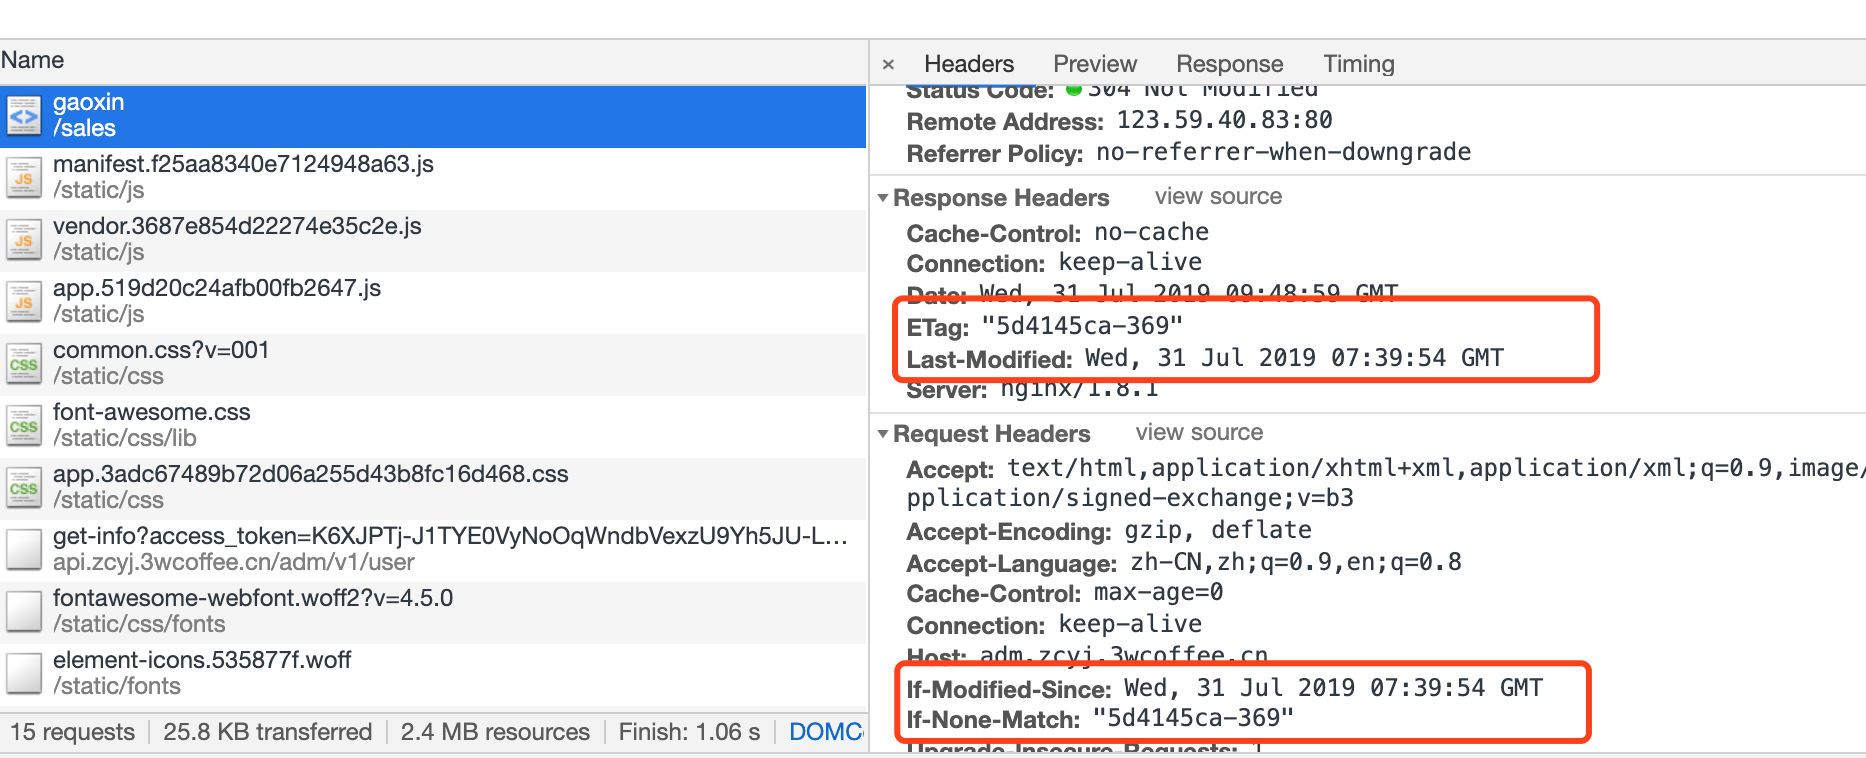 Name
gaoxin
/sales
manifest.f25aa8340e7124948a63.js
/static/js
vendor.3687e854d22274e35c2e.js
/static/js
app.519d20c24afb00fb2647.js
/static/js
common.css?v=001
/static/css
font-awesome.css
/static/css/lib
app.3adc67489b72d06a255d43b8fc16d468.css
/static/css
get-info?access_token=K6XJPTj-J1TYE0VyNoOqWndbVexzU9Yh5JU-L...
api.zcyj.3wcoffee.cn/adm/v1/user
fontawesome-webfont.woff2?v=4.5.0
/static/css/fonts
element-icons.535877f.woff
/static/fonts
15 requests 25.8 KB transferred 2.4 MB resources Finish: 1.06 s DOMC
× Headers Preview Response Timing
Status Code: 304 Not Modified
Remote Address: 123.59.40.83:80
Referrer Policy: no-referrer-when-downgrade
Response Headers view source
Cache-Control: no-cache
Connection: keep-alive
Date: Wed, 31 Jul 2019 09:48:59 GMT
ETag: "5d4145ca-369"
Last-Modified: Wed, 31 Jul 2019 07:39:54 GMT
Server: nginx/1.8.1
Request Headers view source
Accept: text/html,application/xhtml+xml,application/xml;q=0.9,image/
pplication/signed-exchange;v=b3
Accept-Encoding: gzip, deflate
Accept-Language: zh-CN,zh;q=0.9,en;q=0.8
Cache-Control: max-age=0
Connection: keep-alive
Host: adm.zcyj.3wcoffee.cn
If-Modified-Since: Wed, 31 Jul 2019 07:39:54 GMT
If-None-Match: "5d4145ca-369"
Upgrade-Insecure-Requests: 1